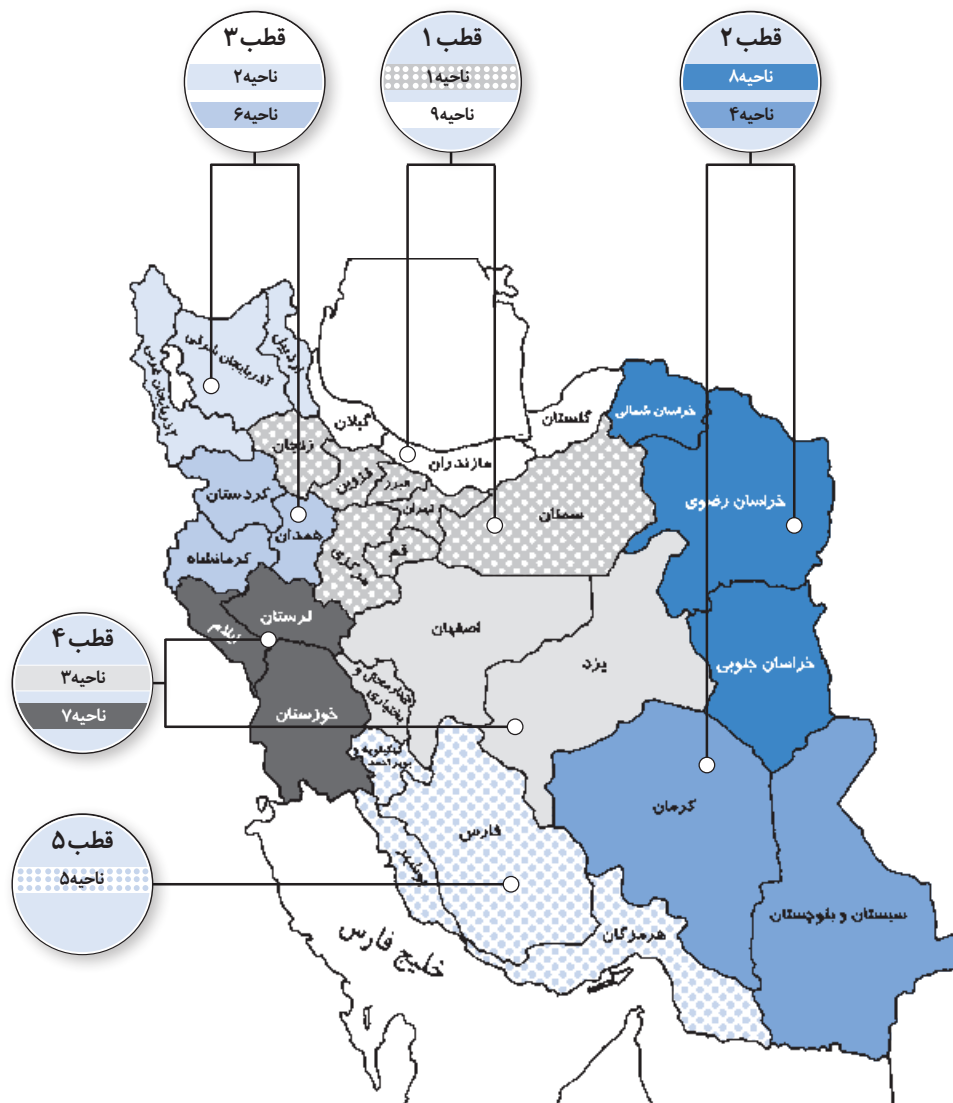 قطب ۳
ناحیه۲
ناحیه۶
قطب ۱
ناحیه۱
ناحیه۹
قطب ۲
ناحیه۸
ناحیه۴
آذربایجان شرقی
آذربایجان غربی
اردبیل
گیلان
مازندران
گلستان
خراسان شمالی
خراسان رضوی
زنجان
قزوین
البرز
تهران
سمنان
کردستان
همدان
مرکزی
قم
کرمانشاه
قطب ۴
ناحیه۳
ناحیه۷
ایلام
لرستان
اصفهان
یزد
خراسان جنوبی
خوزستان
چهارمحال و
بختیاری
کهگیلویه و
بویراحمد
قطب ۵
ناحیه۵
فارس
بوشهر
کرمان
سیستان و بلوچستان
هرمزگان
خلیج فارس